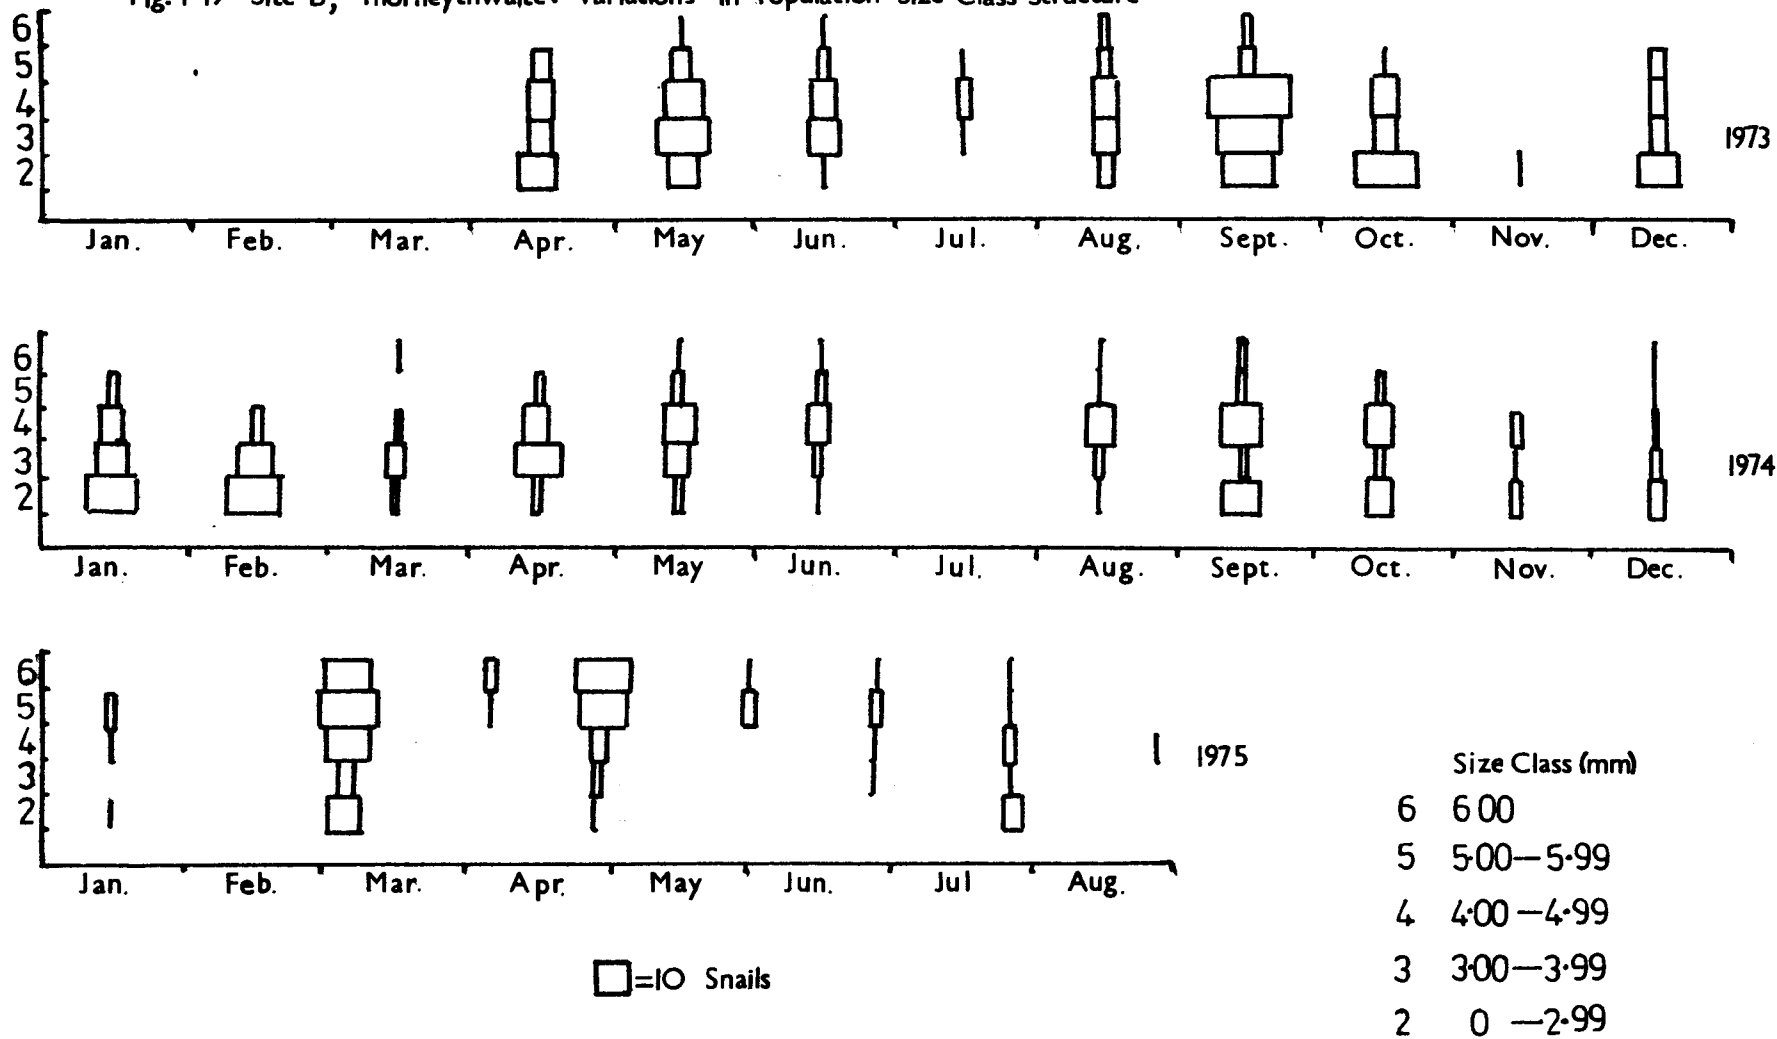 Fig. Site Thorneythwaite: Variations in Population Size Class Structure
6
5
4
3
2
1973
Jan. Feb. Mar. Apr. May Jun. Jul. Aug. Sept. Oct. Nov. Dec.
6
5
4
3
2
1974
Jan. Feb. Mar. Apr. May Jun. Jul. Aug. Sept. Oct. Nov. Dec.
6
5
4
3
2
1975
Jan. Feb. Mar. Apr. May Jun. Jul Aug.
=10 Snails
Size Class (mm)
6 6 00
5 5·00—5·99
4 4·00—4·99
3 3·00—3·99
2 0 —2·99